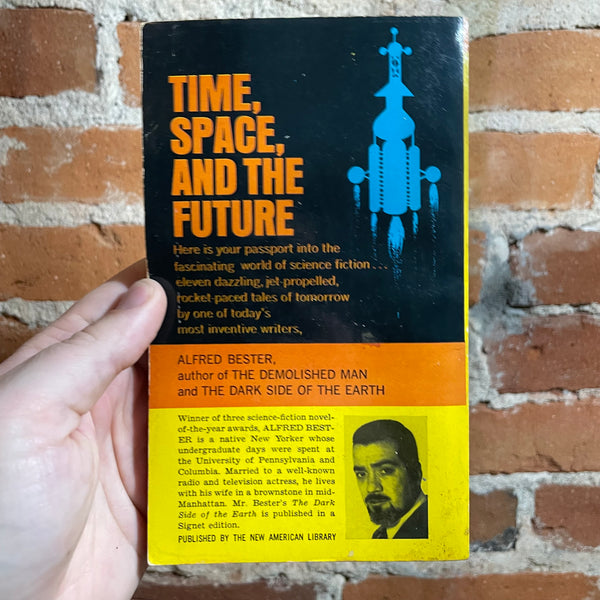 TIME,
SPACE,
AND THE
FUTURE
Here is your passport into the
fascinating world of science fiction...
eleven dazzling, jet-propelled,
rocket-paced tales of tomorrow
by one of today's
most inventive writers,
ALFRED BESTER,
author of THE DEMOLISHED MAN
and THE DARK SIDE OF THE EARTH
Winner of three science-fiction novel-
of-the-year awards, ALFRED BEST-
ER is a native New Yorker whose
undergraduate days were spent at
the University of Pennsylvania and
Columbia. Married to a well-known
radio and television actress, he lives
with his wife in a brownstone in mid-
Manhattan. Mr. Bester's The Dark
Side of the Earth is published in a
Signet edition.
PUBLISHED BY THE NEW AMERICAN LIBRARY